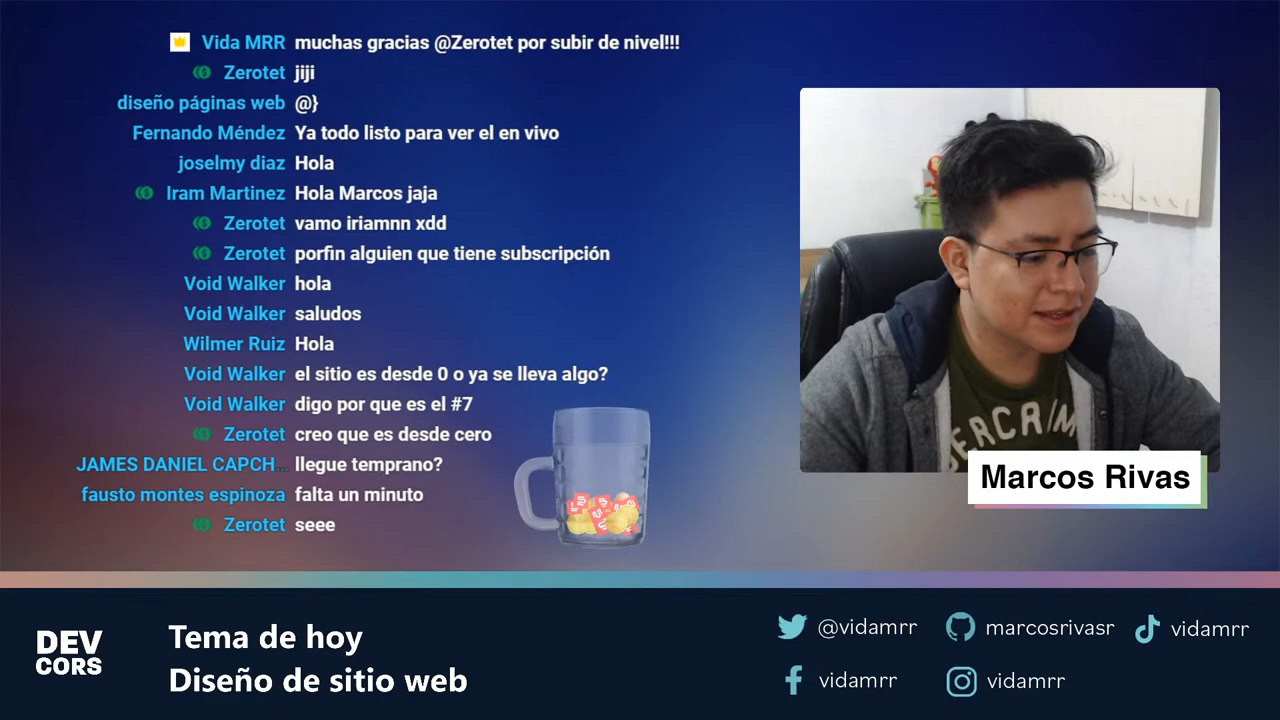 Vida MRR muchas gracias @Zerotet por subir de nivel!!!
Zerotet jiji
diseño páginas web @}
Fernando Méndez Ya todo listo para ver el en vivo
joselmy diaz Hola
Iram Martinez Hola Marcos jaja
Zerotet vamo iriamnn xdd
Zerotet porfin alguien que tiene subscripción
Void Walker hola
Void Walker saludos
Wilmer Ruiz Hola
Void Walker el sitio es desde 0 o ya se lleva algo?
Void Walker digo por que es el #7
Zerotet creo que es desde cero
JAMES DANIEL CAPCH... llegue temprano?
fausto montes espinoza falta un minuto
Zerotet seee
Marcos Rivas
DEV
CORS
Tema de hoy
Diseño de sitio web
@vidamrr marcosrivasr vidamrr
vidamrr vidamrr